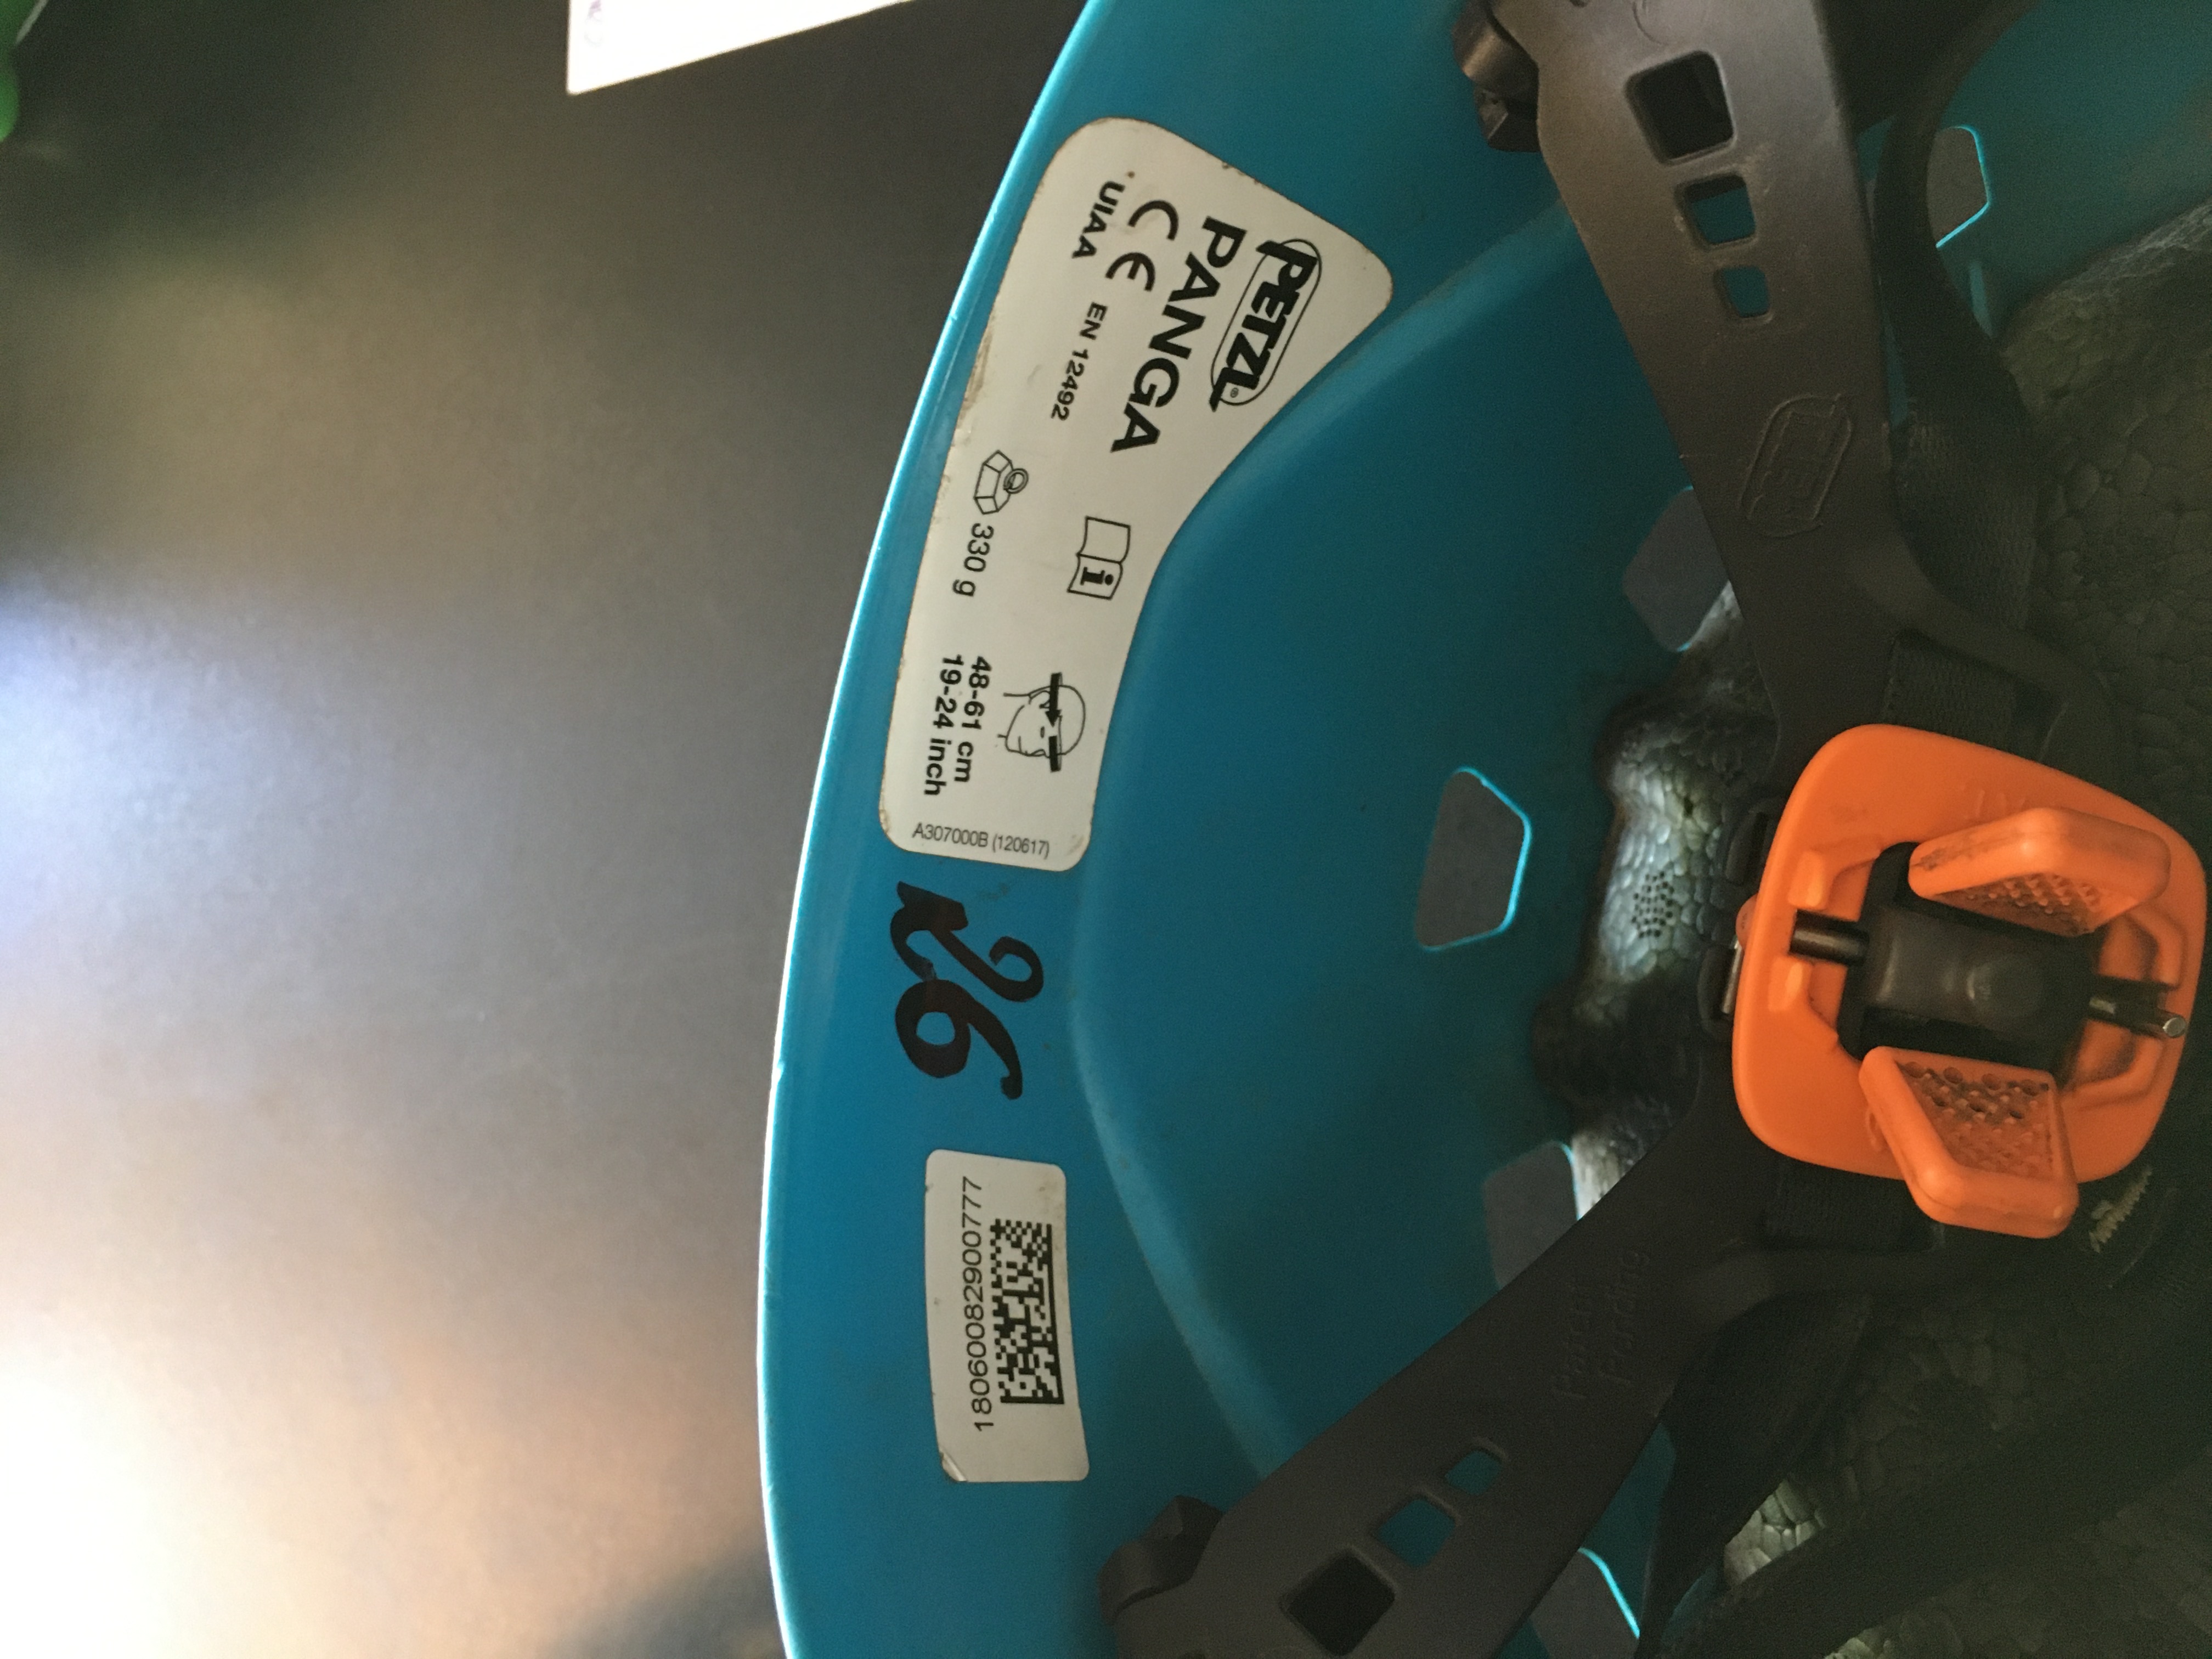 PETZL®
PANGA
CE EN 12492
UIAA
330 g
48-61 cm
19-24 inch
A307000B (120617)
26
18060082900777